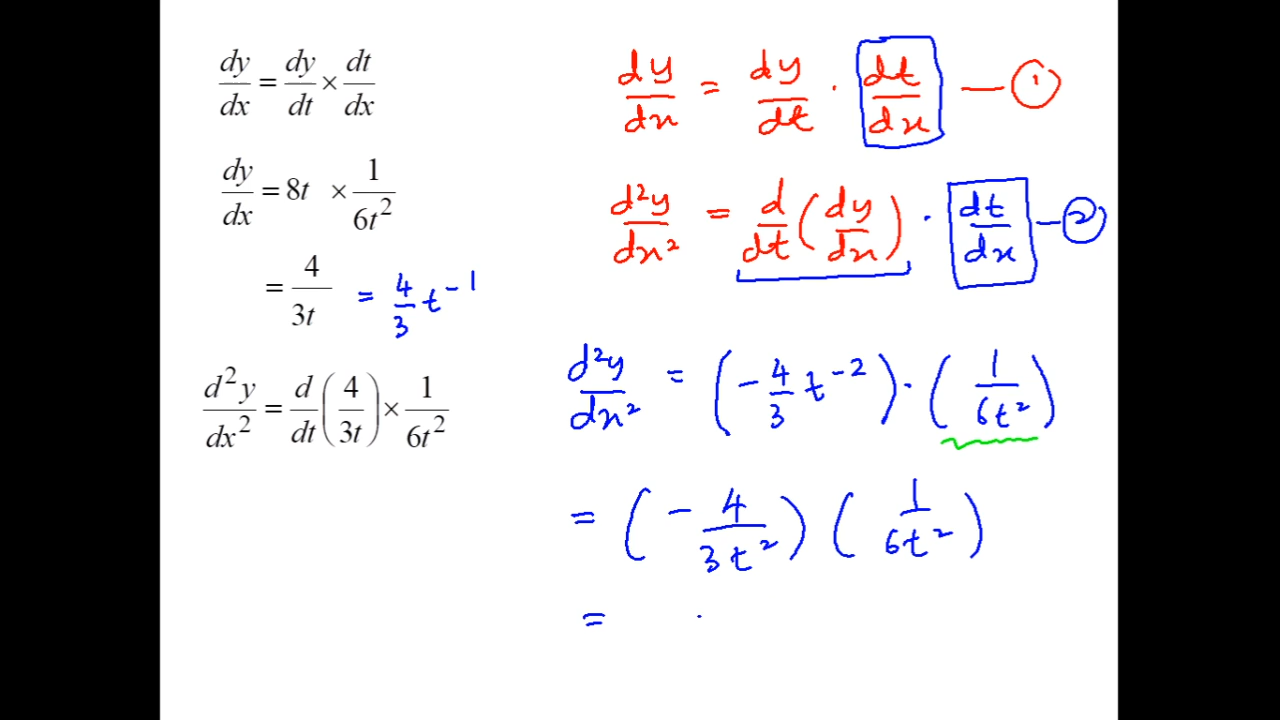 dy/dx = dy/dt × dt/dx
dy/dx = 8t × 1/6t²
= 4/3t = 4/3 t⁻¹
d²y/dx² = d/dt (4/3t) × 1/6t²
dy/dx = dy/dt · dt/dx — ①
d²y/dx² = d/dt (dy/dx) · dt/dx — ②
d²y/dx² = (−4/3 t⁻²) · (1/6t²)
= (−4/3t²) (1/6t²)
=